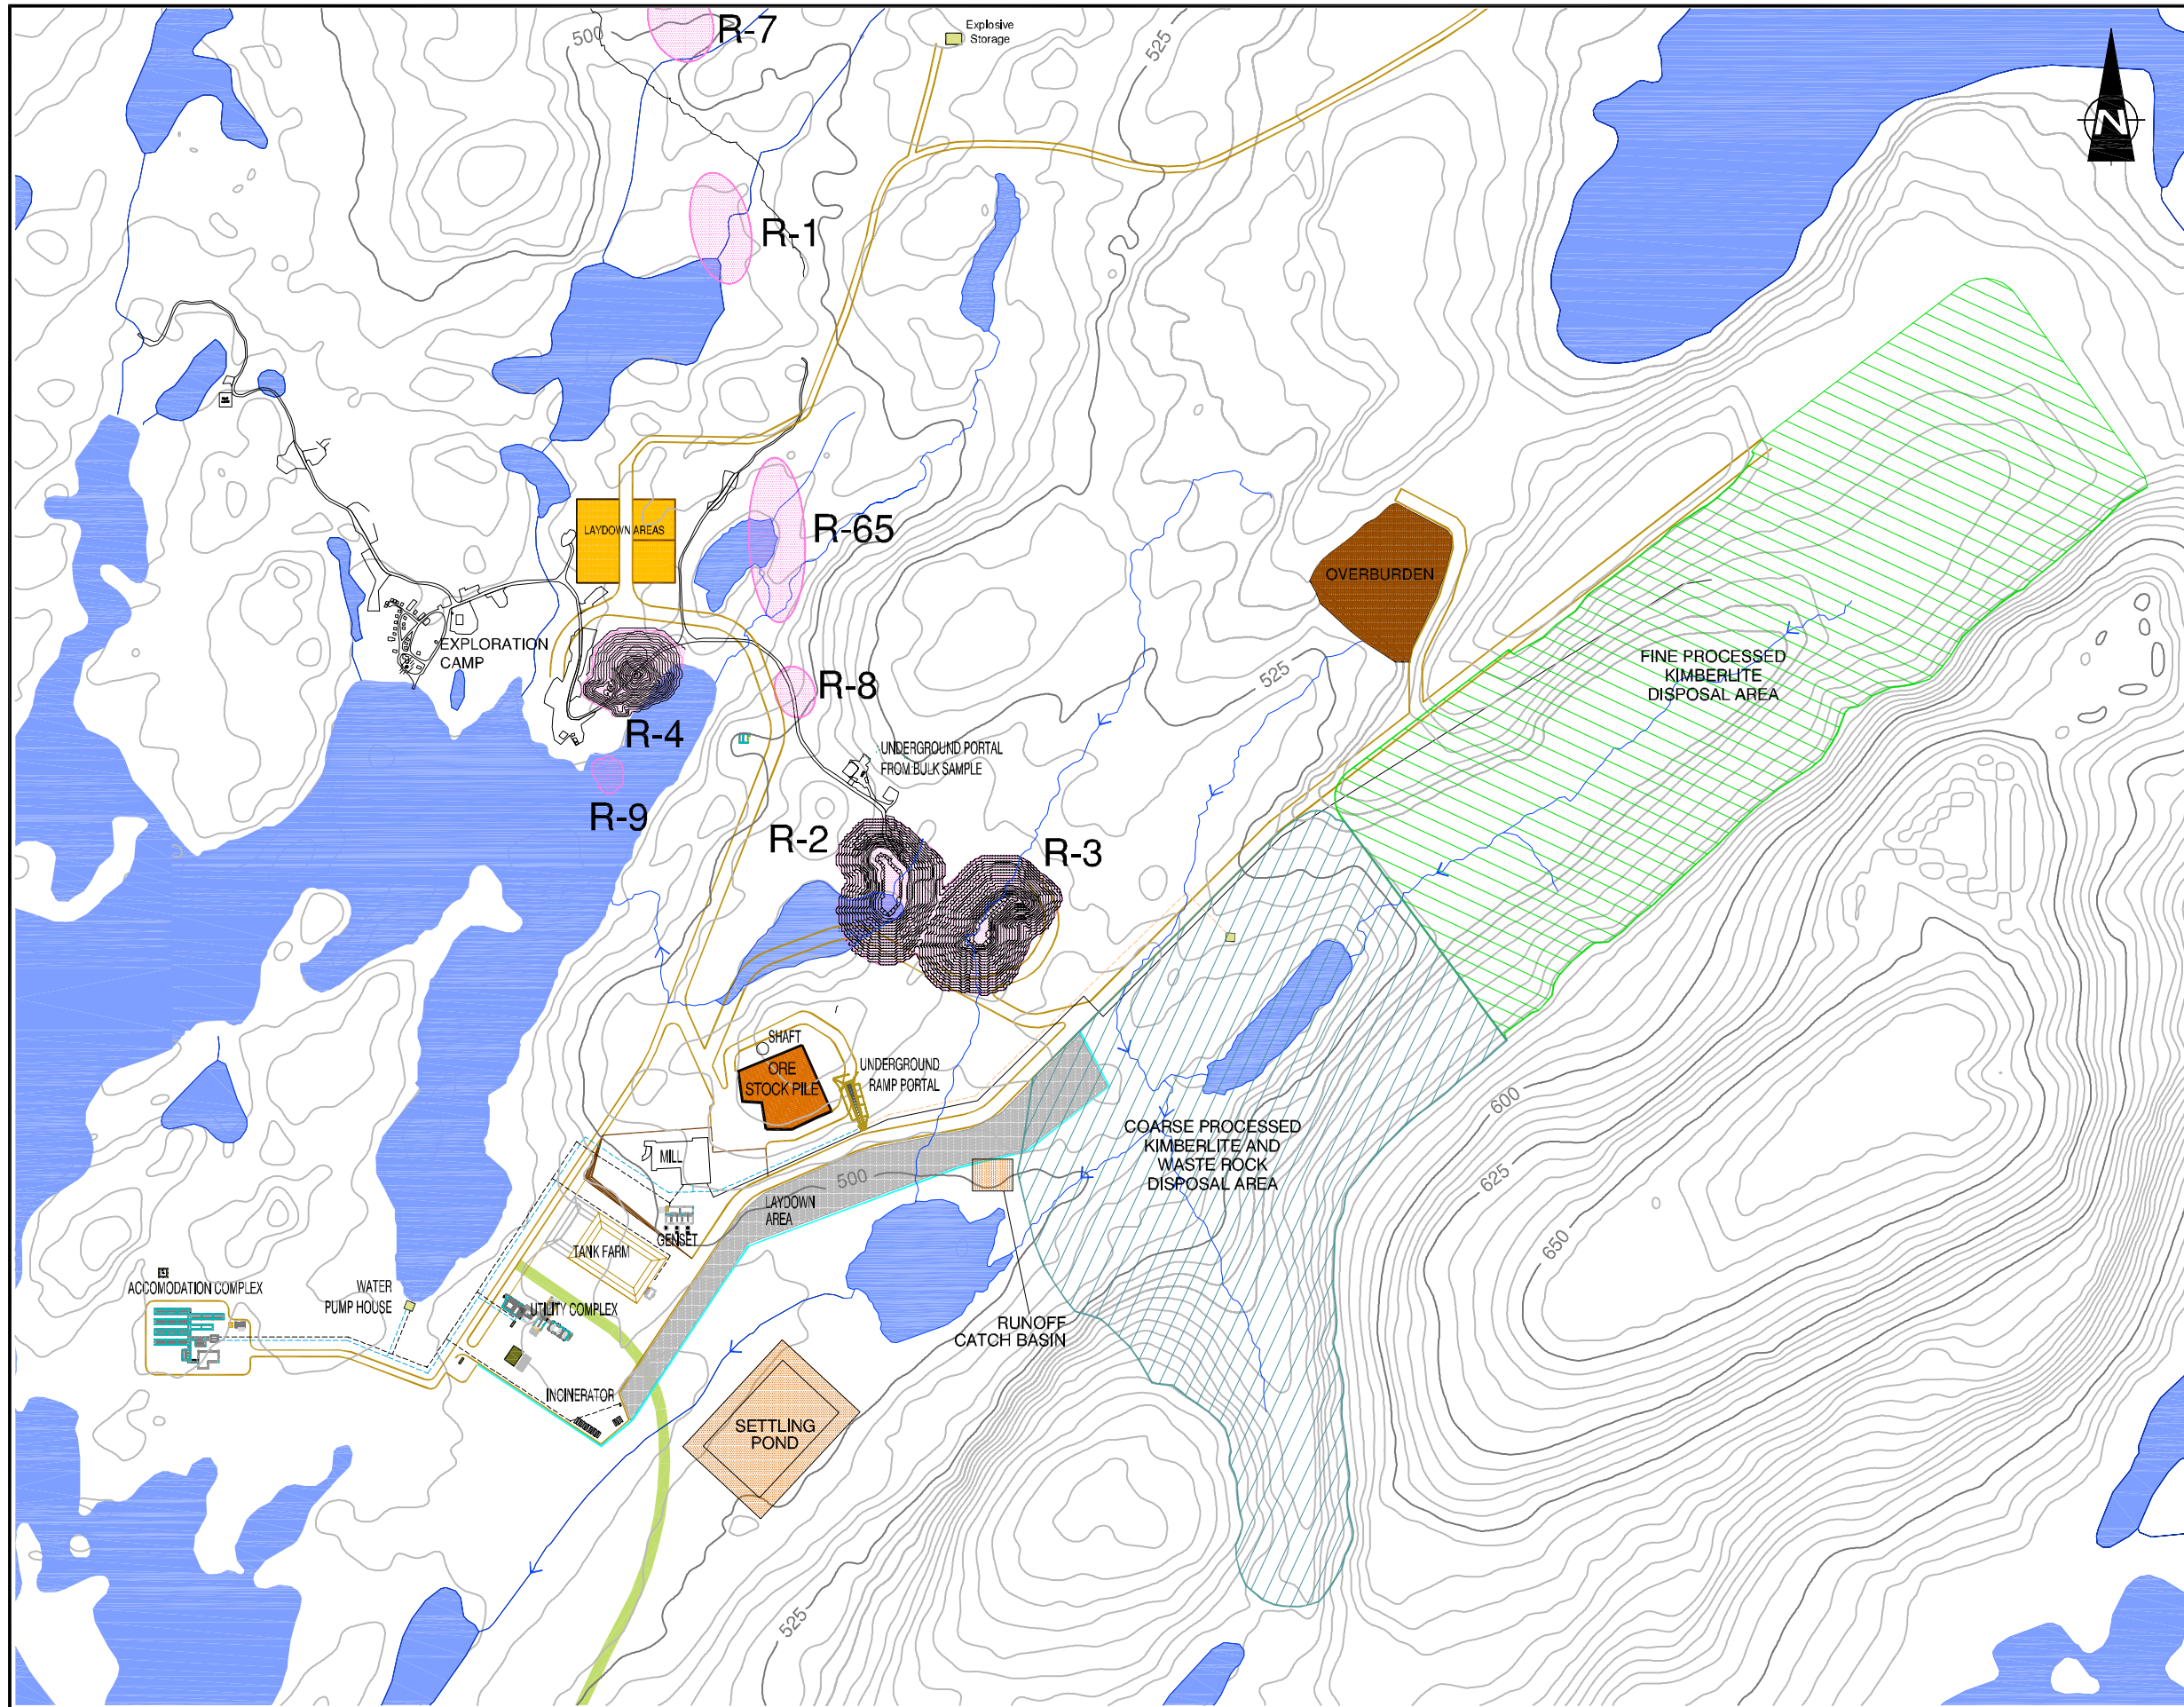 R-7
500
Explosive
Storage
525
N
R-1
LAYDOWN AREAS
R-65
OVERBURDEN
EXPLORATION
CAMP
FINE PROCESSED
KIMBERLITE
DISPOSAL AREA
525
R-8
R-4
UNDERGROUND PORTAL
FROM BULK SAMPLE
R-9
R-2
R-3
SHAFT
ORE
STOCK PILE
UNDERGROUND
RAMP PORTAL
600
COARSE PROCESSED
KIMBERLITE AND
WASTE ROCK
DISPOSAL AREA
MILL
500
625
LAYDOWN
AREA
GENSET
TANK FARM
650
ACCOMODATION COMPLEX
WATER
PUMP HOUSE
UTILITY COMPLEX
RUNOFF
CATCH BASIN
INCINERATOR
SETTLING
POND
525